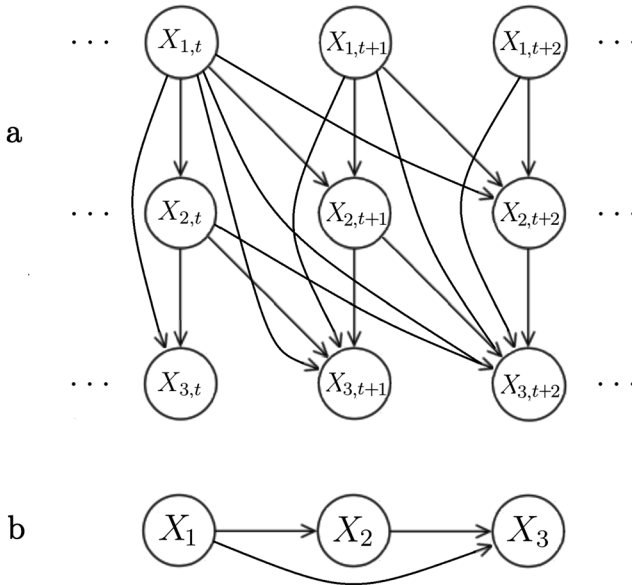 ··· X₁,t X₁,t+1 X₁,t+2 ···
a
··· X₂,t X₂,t+1 X₂,t+2 ···
··· X₃,t X₃,t+1 X₃,t+2 ···
b X₁ X₂ X₃